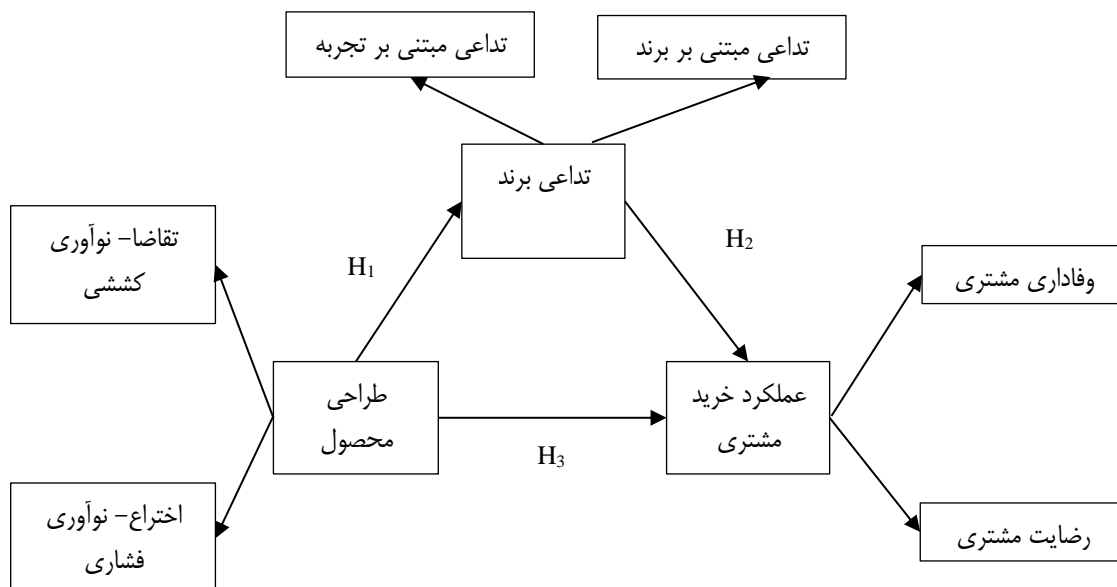 تداعی مبتنی بر برند
تداعی مبتنی بر تجربه
تداعی برند
تقاضا– نوآوری
کششی
H₁
H₂
وفاداری مشتری
طراحی
محصول
عملکرد خرید
مشتری
H₃
اختراع– نوآوری
فشاری
رضایت مشتری